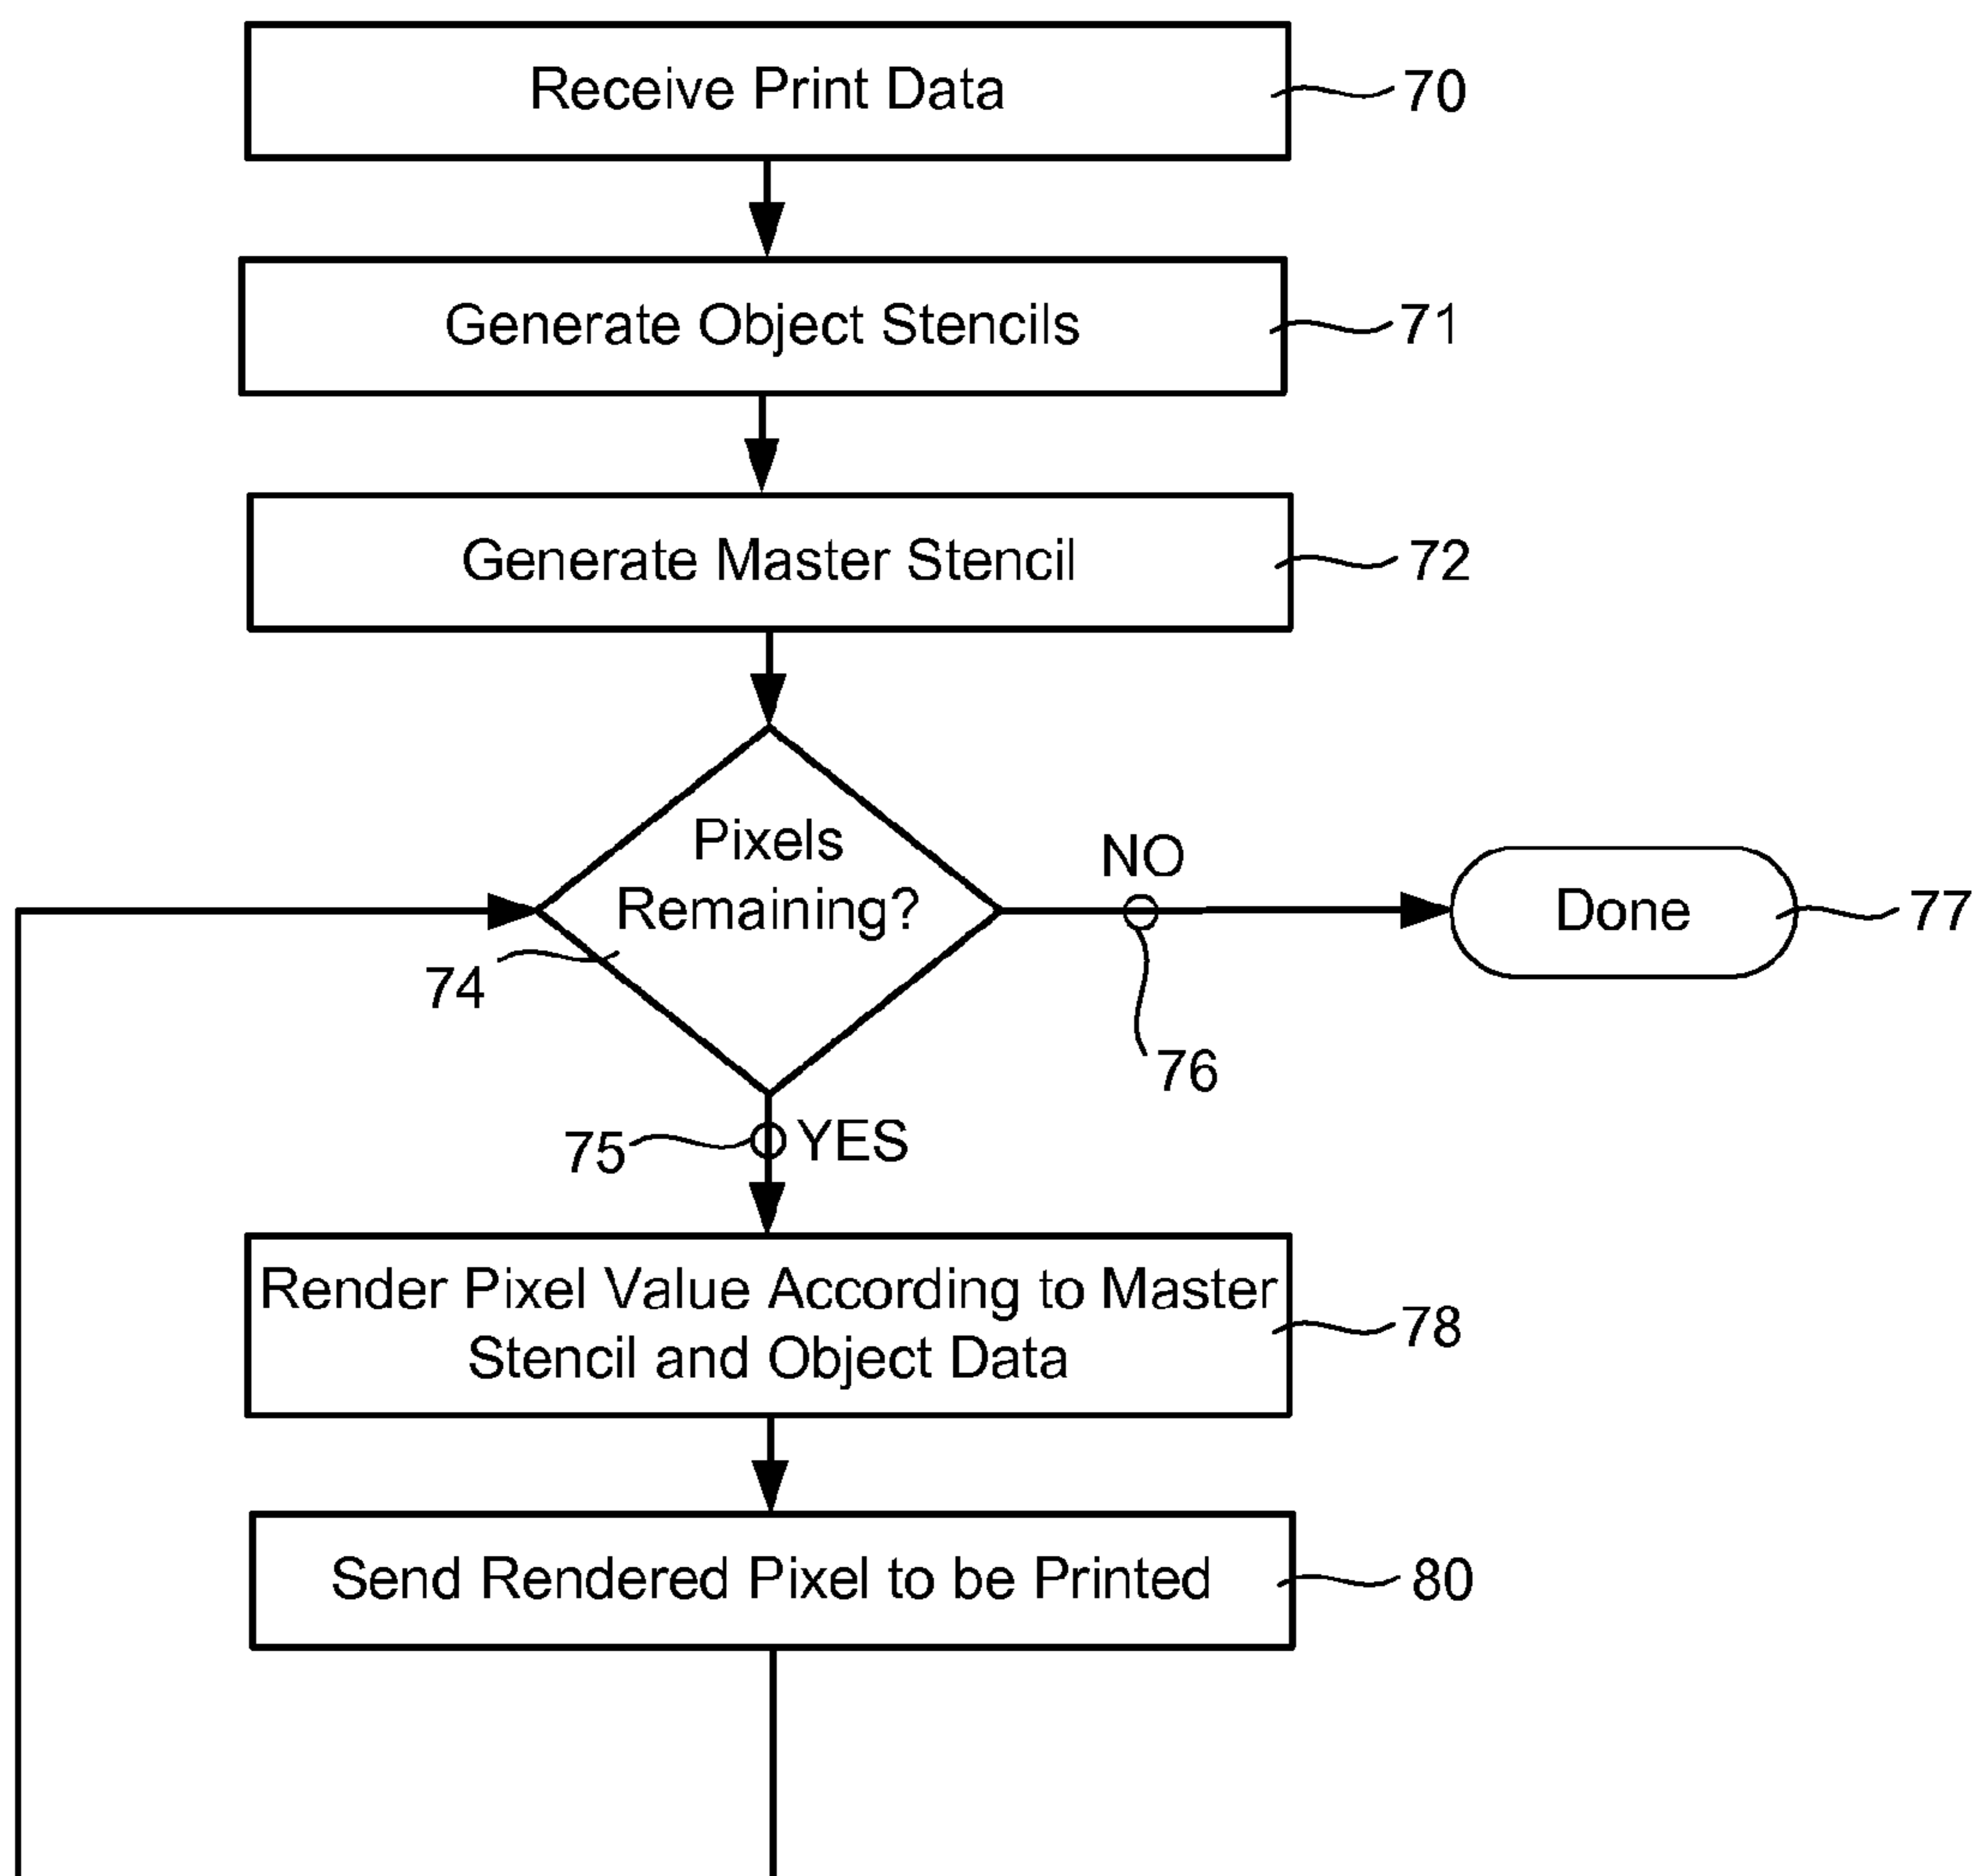 Receive Print Data
70
Generate Object Stencils
71
Generate Master Stencil
72
Pixels
Remaining?
74
NO
76
Done
77
75
YES
Render Pixel Value According to Master
Stencil and Object Data
78
Send Rendered Pixel to be Printed
80